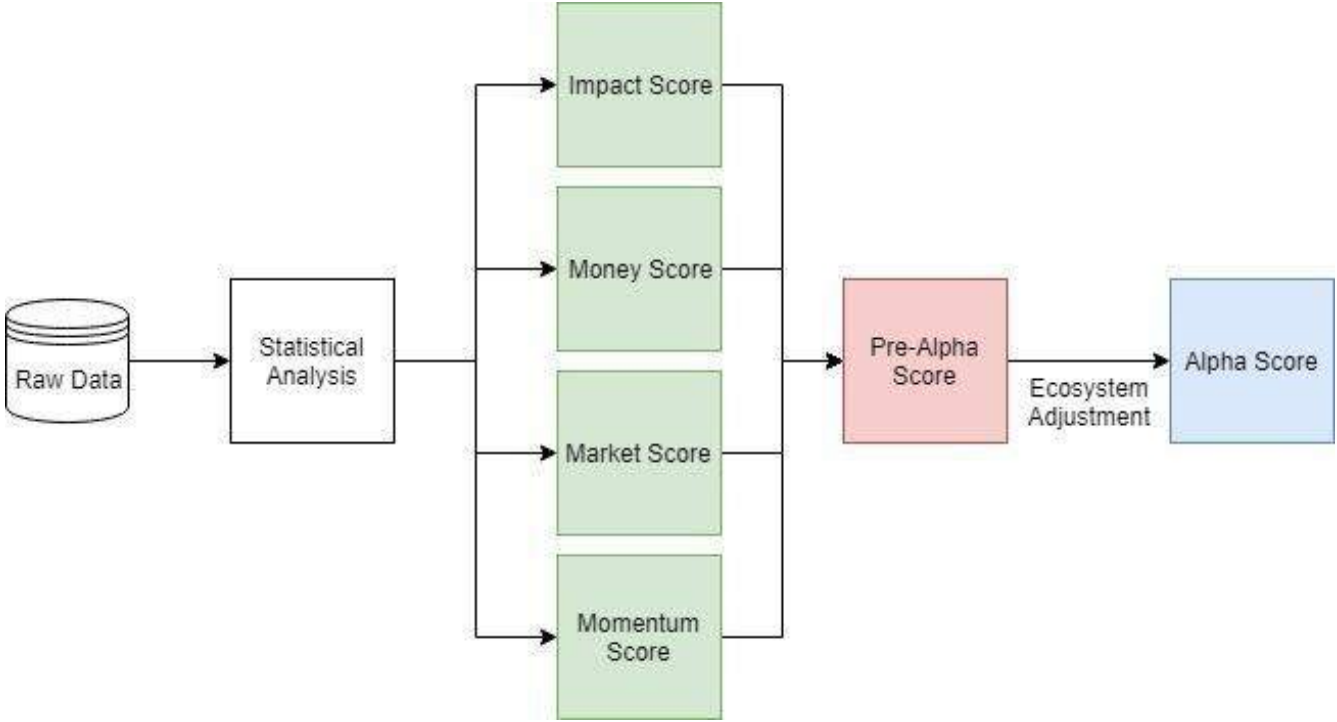 Impact Score
Money Score
Raw Data
Statistical
Analysis
Market Score
Momentum
Score
Pre-Alpha
Score
Ecosystem
Adjustment
Alpha Score